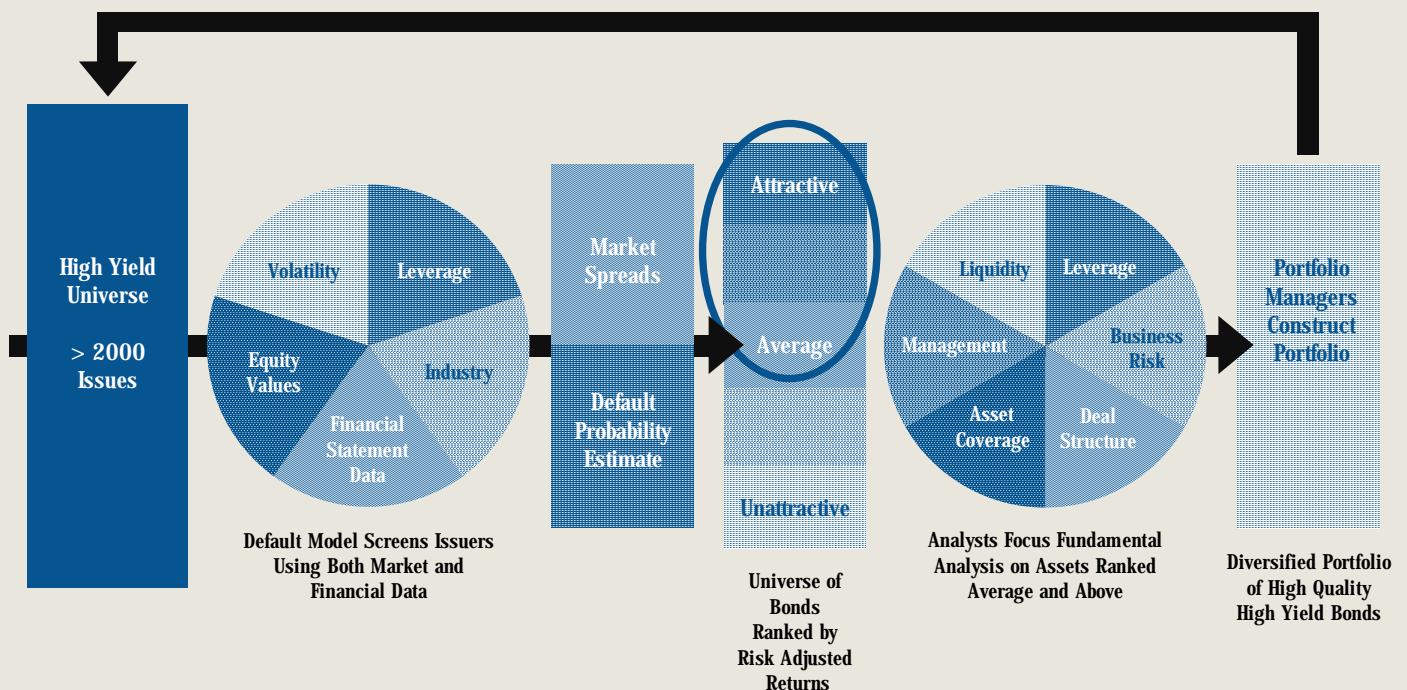 High Yield
Universe
> 2000
Issues
Volatility
Leverage
Equity
Values
Industry
Financial
Statement
Data
Default Model Screens Issuers
Using Both Market and
Financial Data
Market
Spreads
Default
Probability
Estimate
Attractive
Average
Unattractive
Universe of
Bonds
Ranked by
Risk Adjusted
Returns
Liquidity
Leverage
Management
Business
Risk
Asset
Coverage
Deal
Structure
Analysts Focus Fundamental
Analysis on Assets Ranked
Average and Above
Portfolio
Managers
Construct
Portfolio
Diversified Portfolio
of High Quality
High Yield Bonds